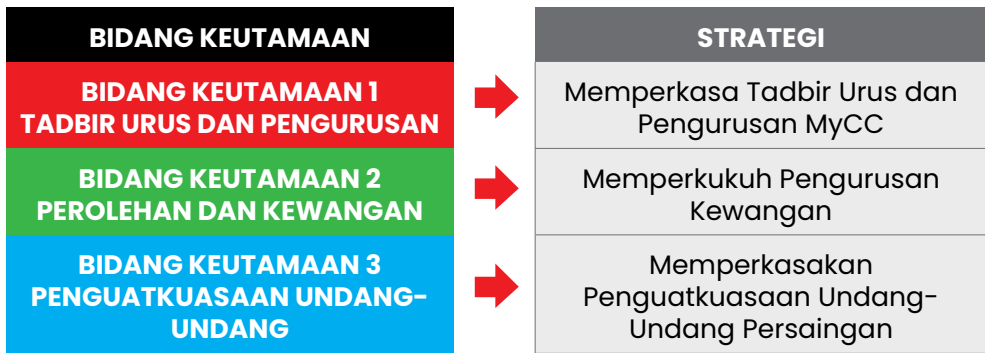 BIDANG KEUTAMAAN
STRATEGI
BIDANG KEUTAMAAN 1
TADBIR URUS DAN PENGURUSAN
Memperkasa Tadbir Urus dan
Pengurusan MyCC
BIDANG KEUTAMAAN 2
PEROLEHAN DAN KEWANGAN
Memperkukuh Pengurusan
Kewangan
BIDANG KEUTAMAAN 3
PENGUATKUASAAN UNDANG-
UNDANG
Memperkasakan
Penguatkuasaan Undang-
Undang Persaingan